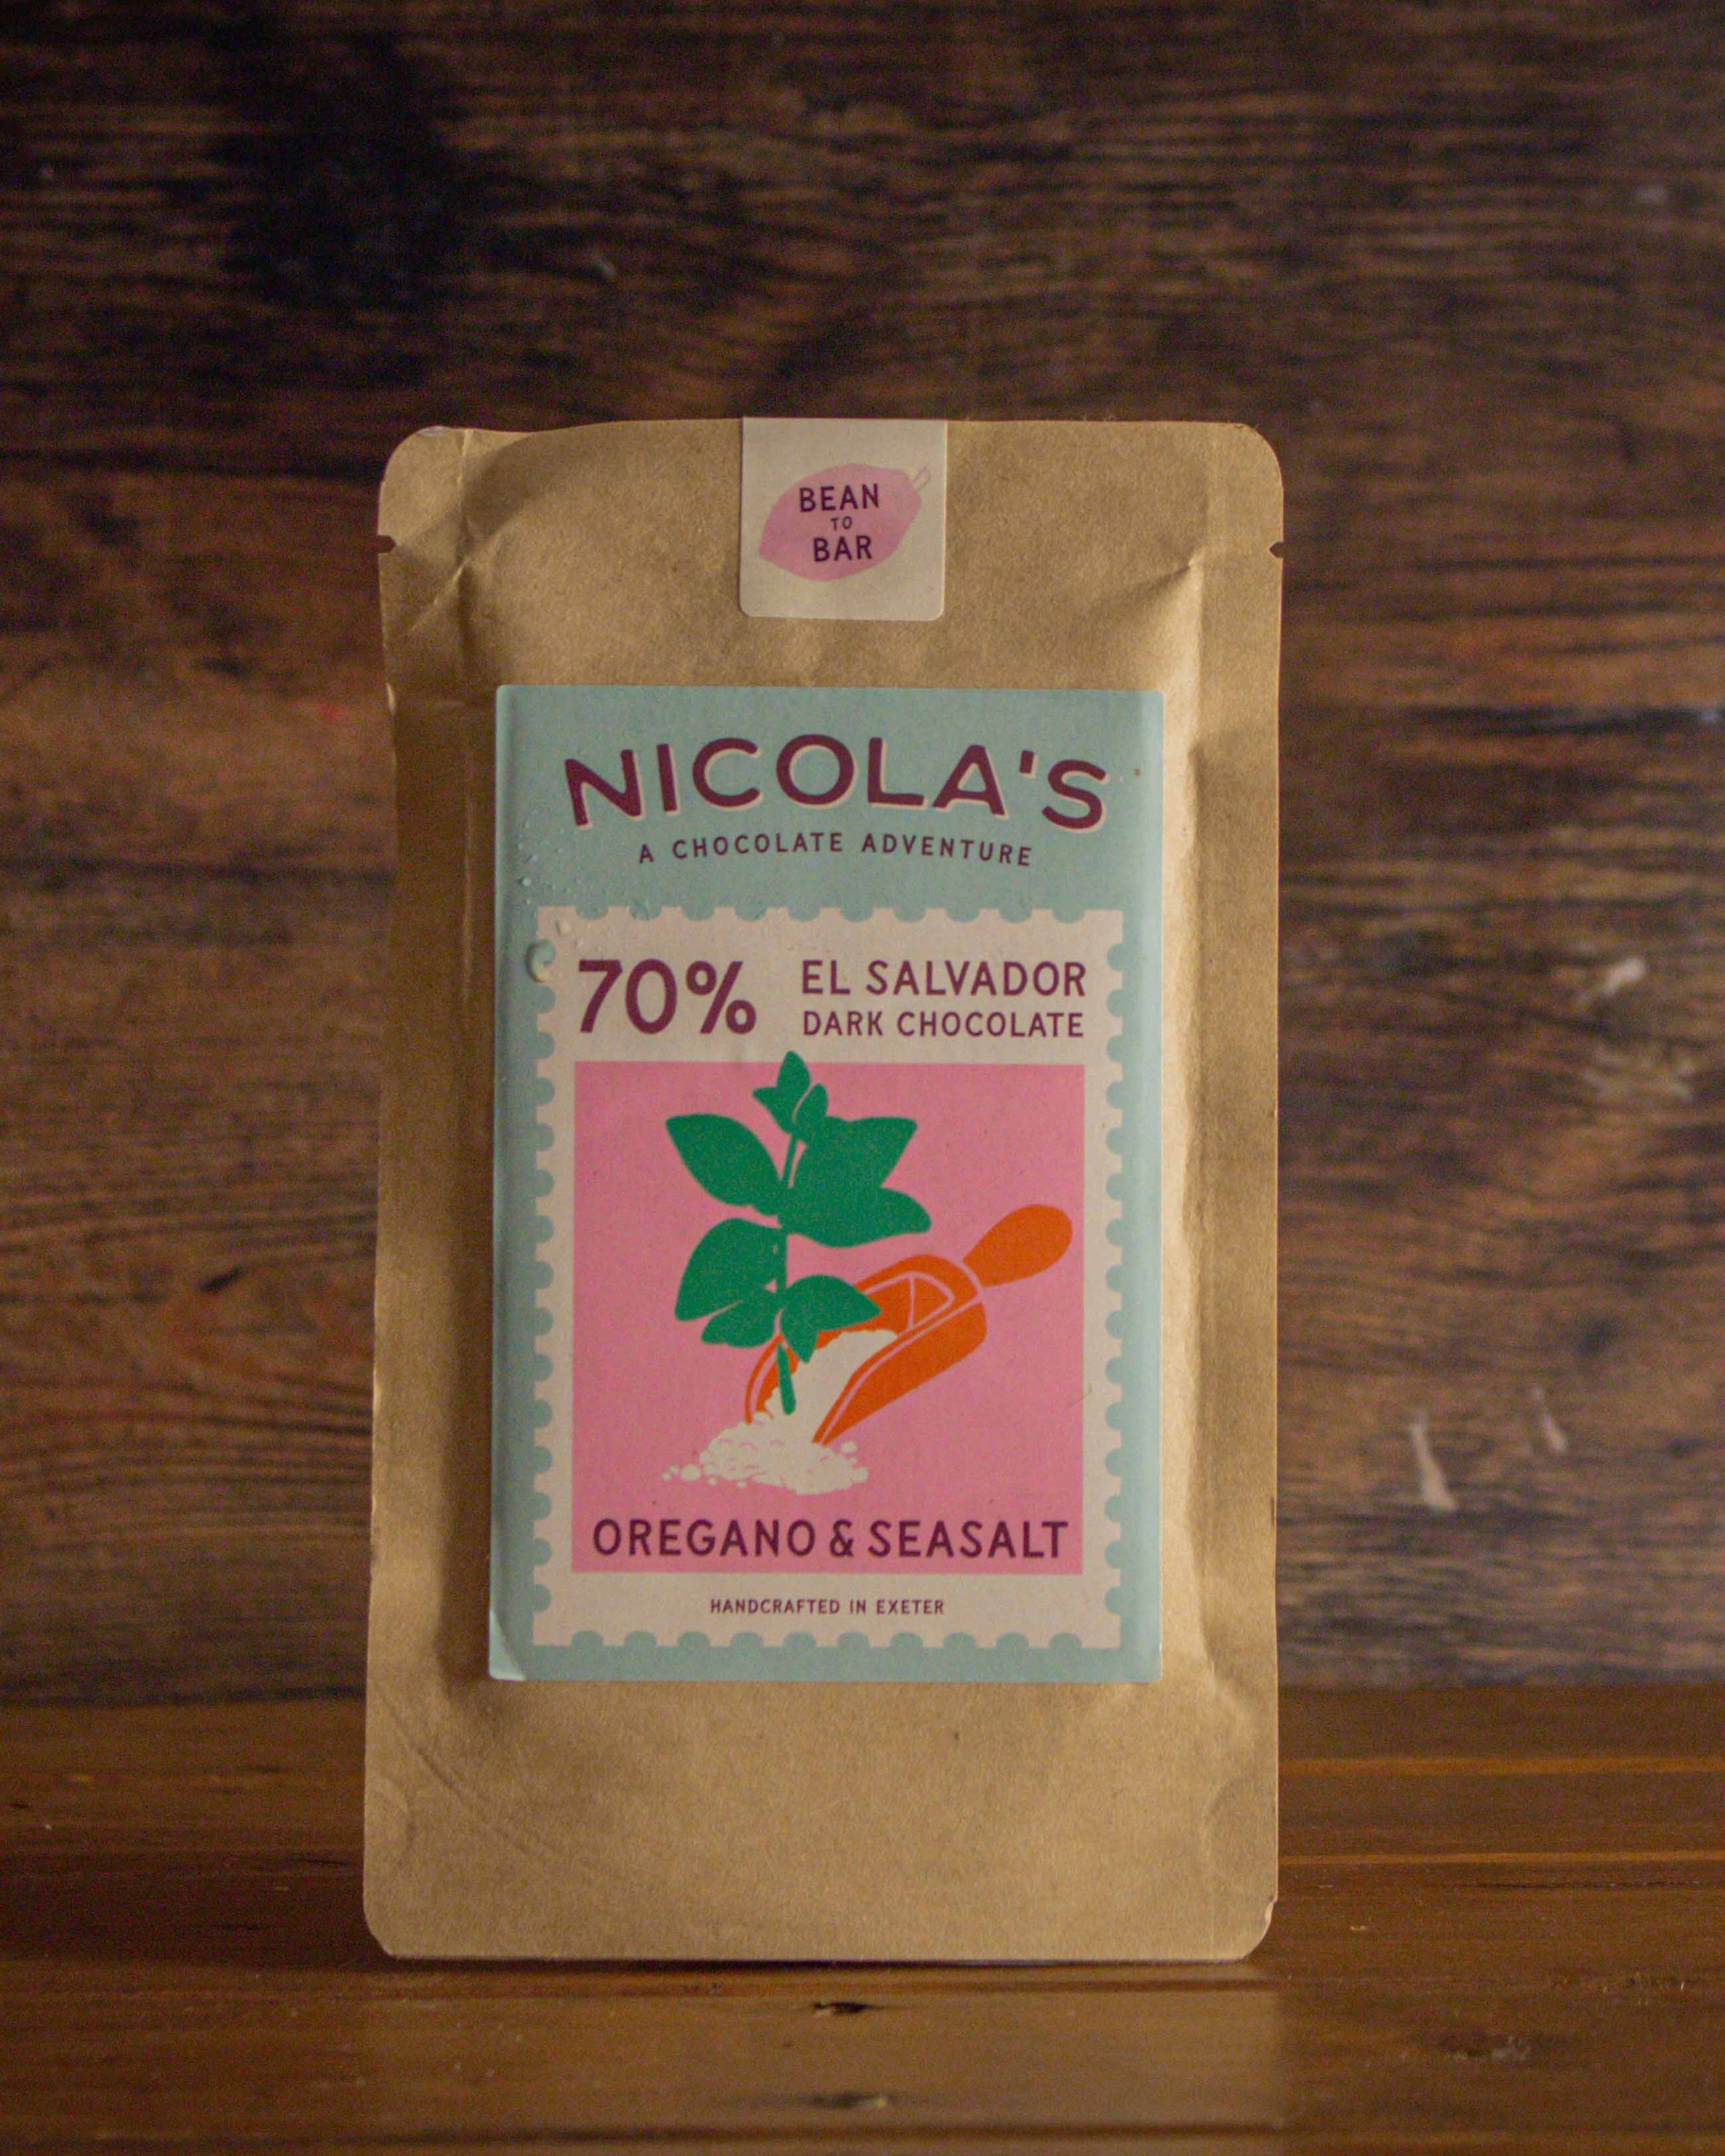 BEAN
TO
BAR
NICOLA'S
A CHOCOLATE ADVENTURE
70%
EL SALVADOR
DARK CHOCOLATE
OREGANO & SEASALT
HANDCRAFTED IN EXETER